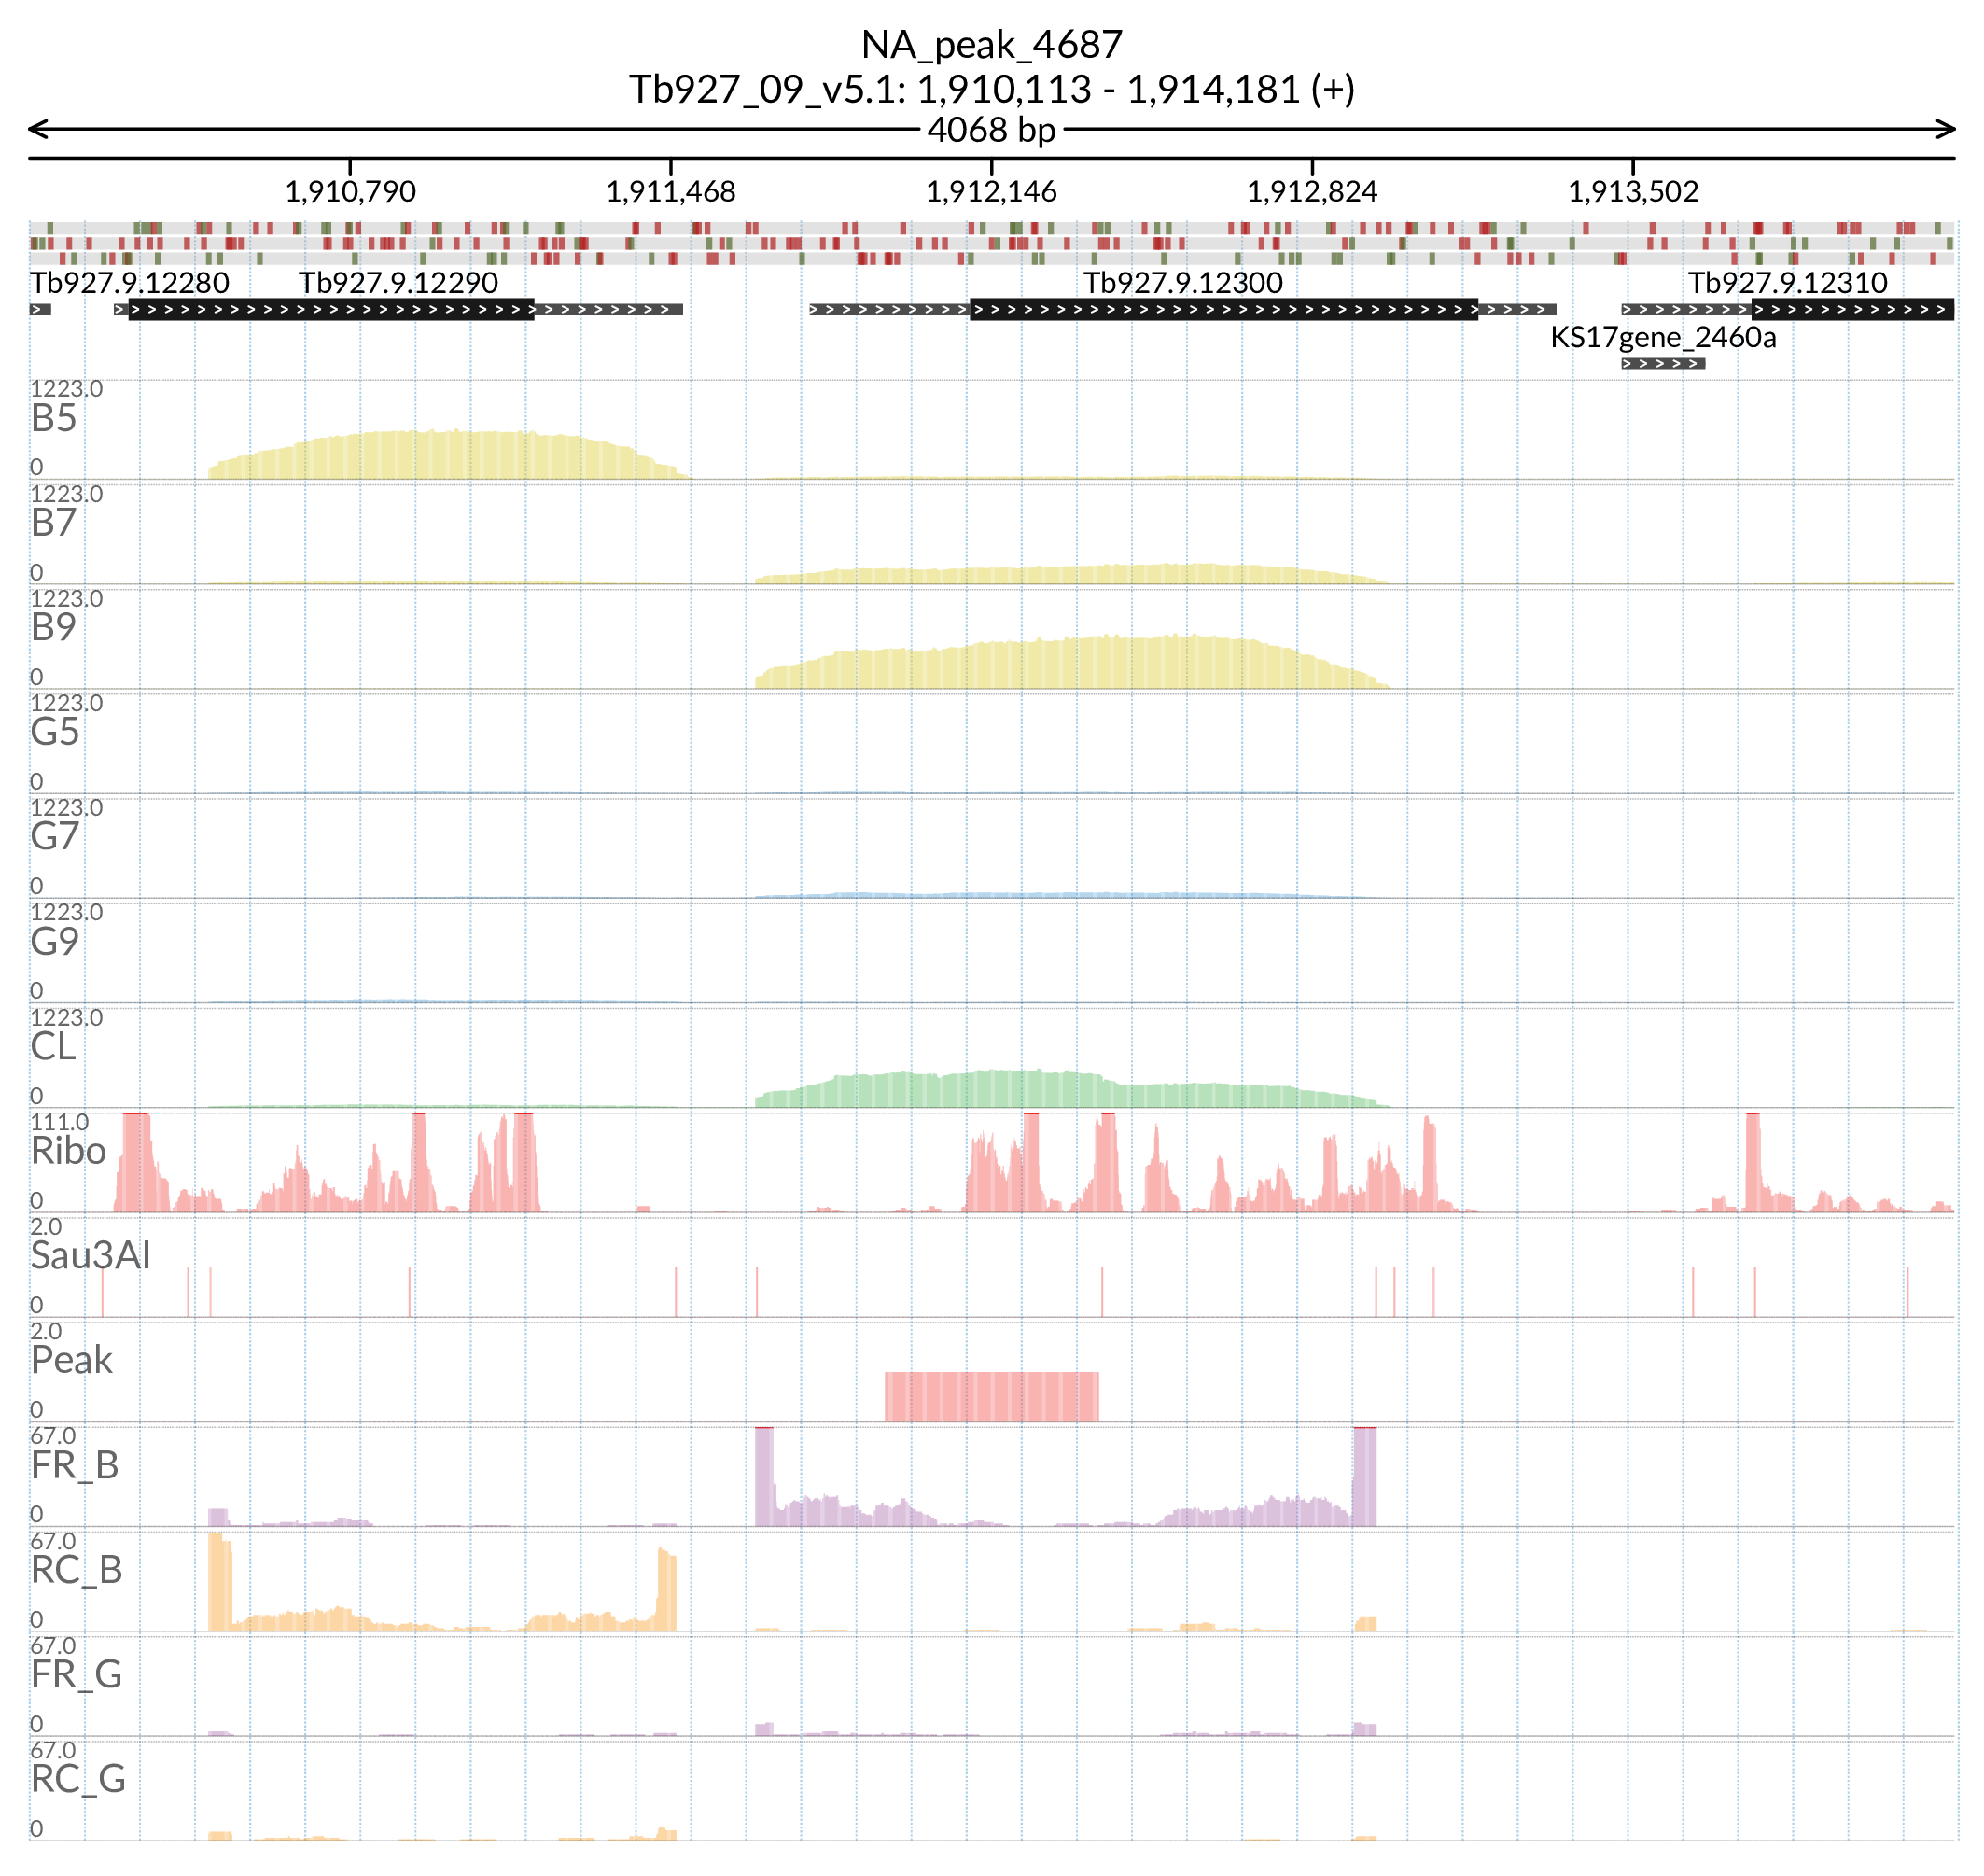 NA_peak_4687
Tb927_09_v5.1: 1,910,113 - 1,914,181 (+)
4068 bp
1,910,790 1,911,468 1,912,146 1,912,824 1,913,502
Tb927.9.12280 Tb927.9.12290 Tb927.9.12300 Tb927.9.12310
KS17gene_2460a
1223.0
B5
0
1223.0
B7
0
1223.0
B9
0
1223.0
G5
0
1223.0
G7
0
1223.0
G9
0
1223.0
CL
0
111.0
Ribo
0
2.0
Sau3AI
0
2.0
Peak
0
67.0
FR_B
0
67.0
RC_B
0
67.0
FR_G
0
67.0
RC_G
0